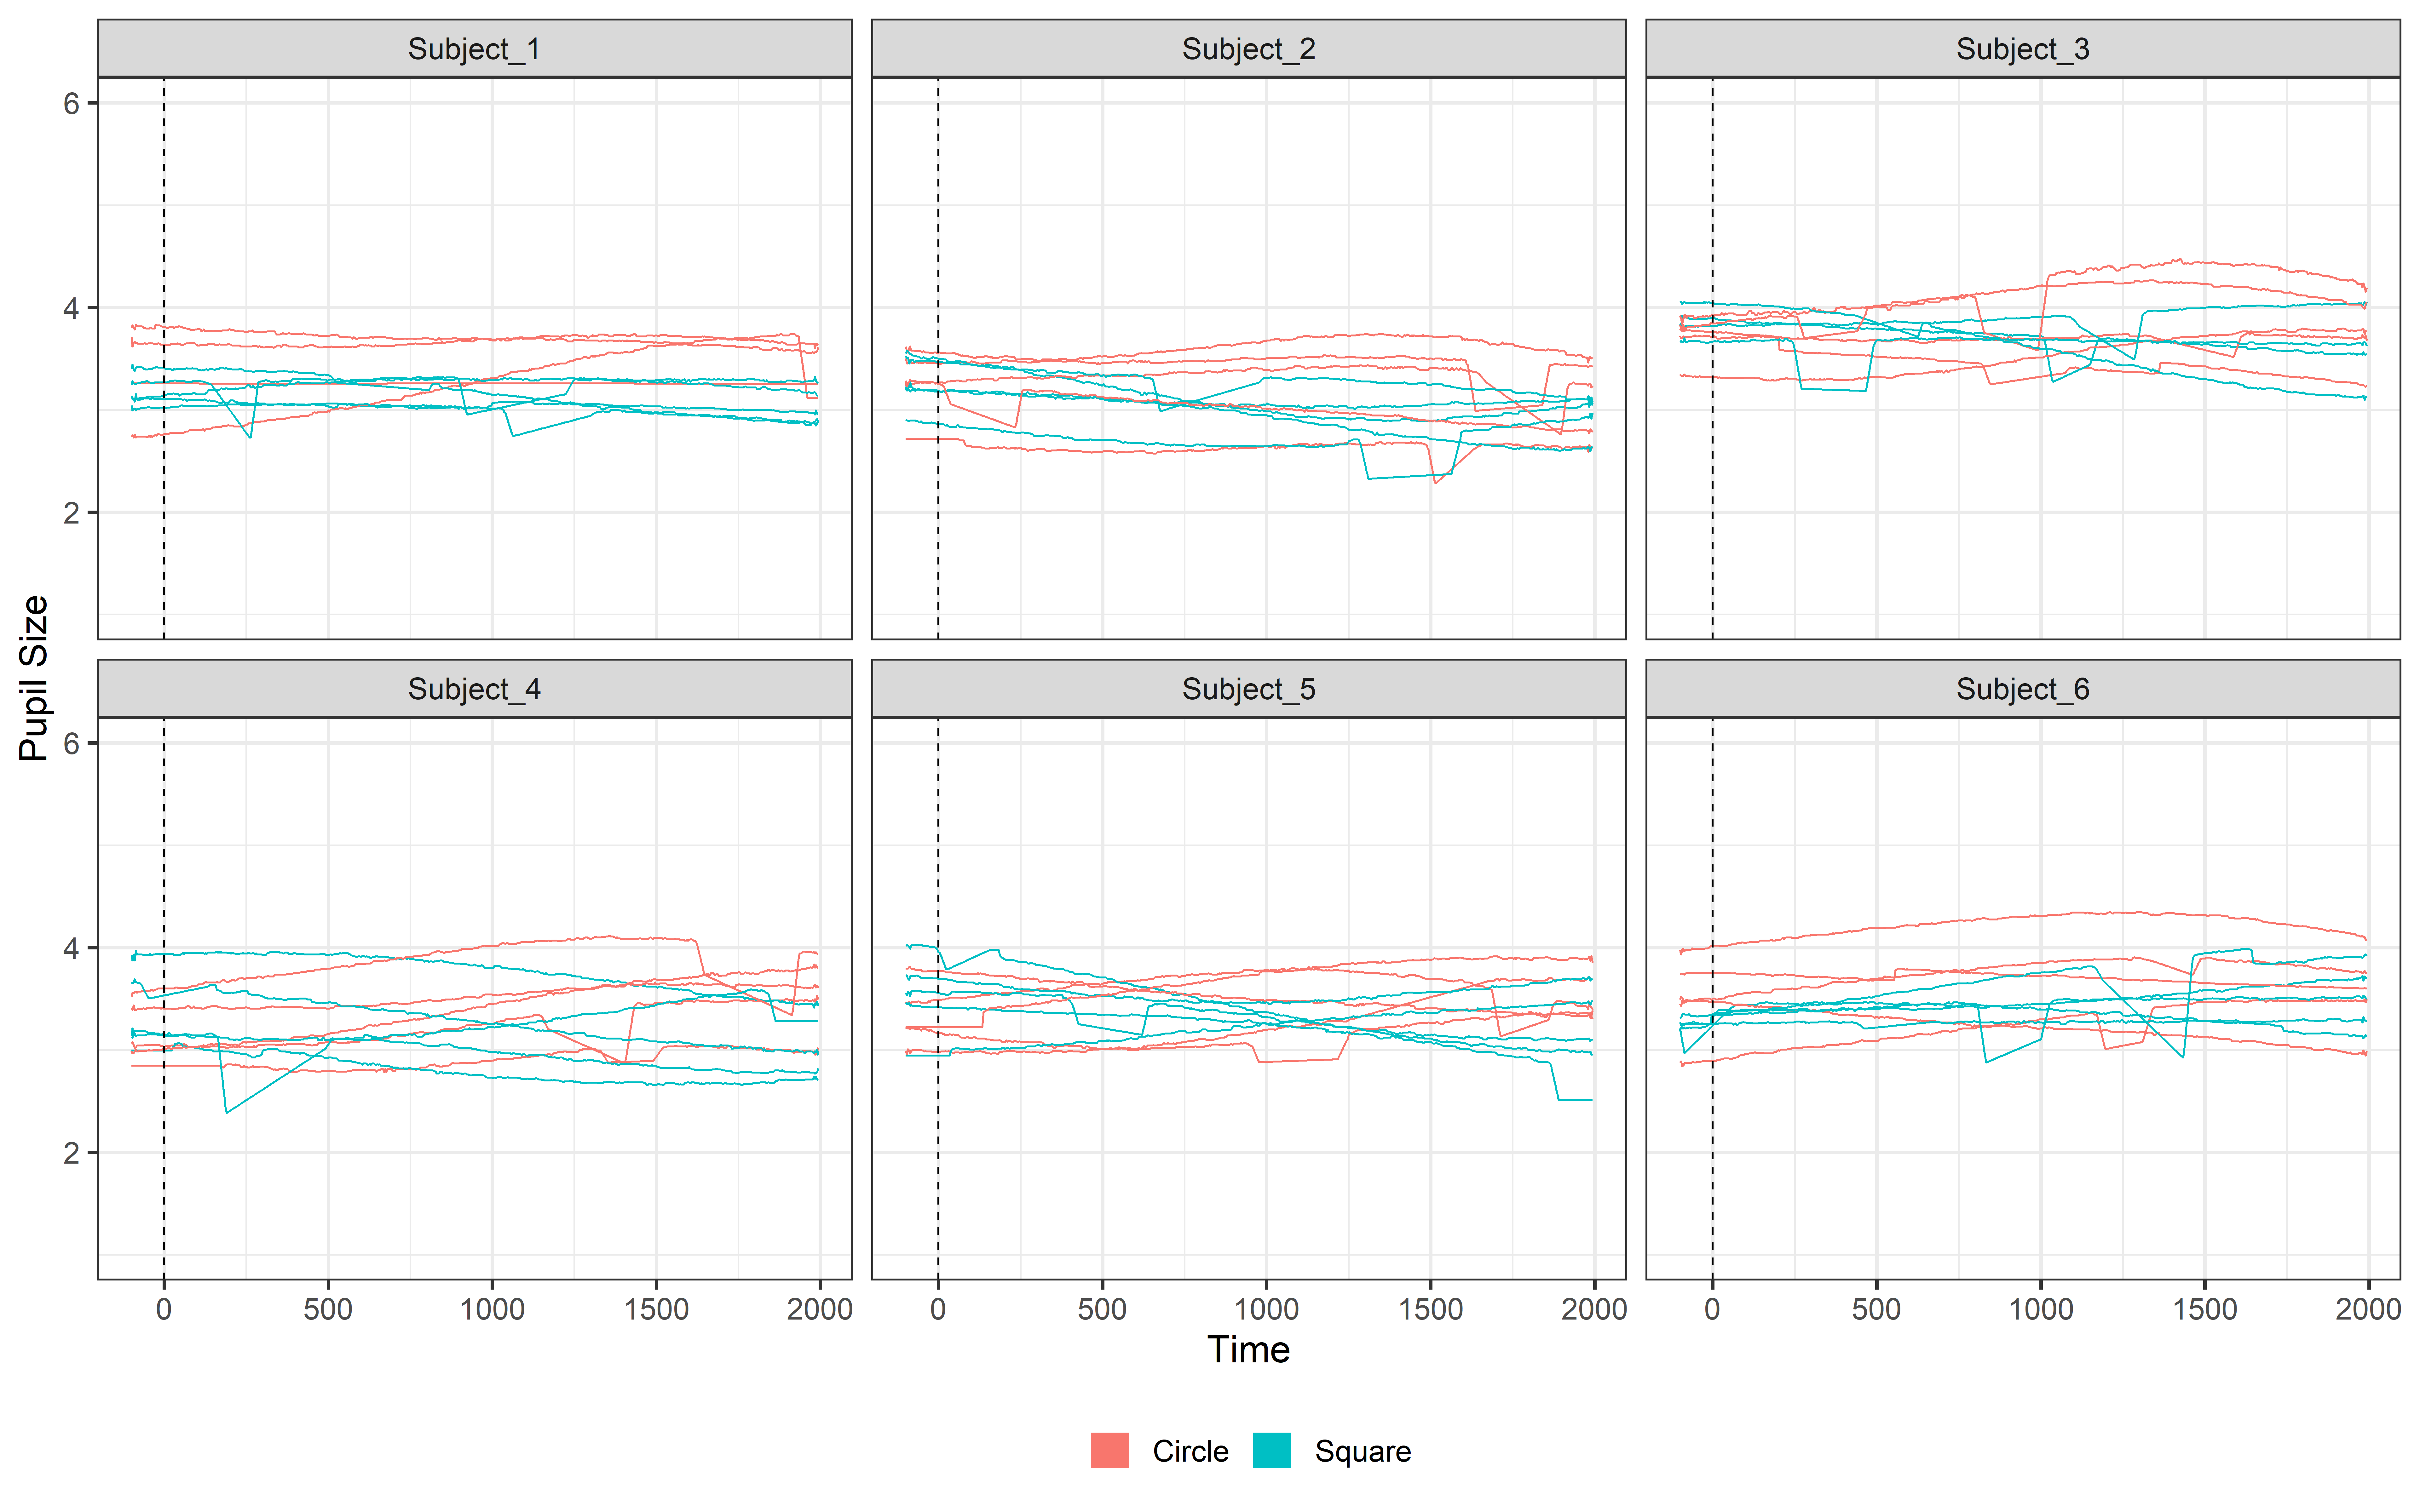 Subject_1 Subject_2 Subject_3
6
4
2
Subject_4 Subject_5 Subject_6
6
4
2
Pupil Size
0 500 1000 1500 2000 0 500 1000 1500 2000 0 500 1000 1500 2000
Time
Circle Square